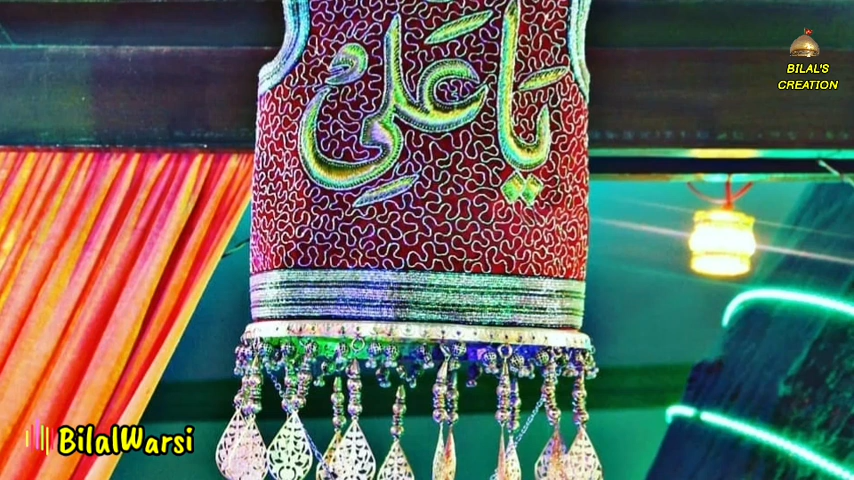 یا علی
BILAL'S
CREATION
BilalWarsi